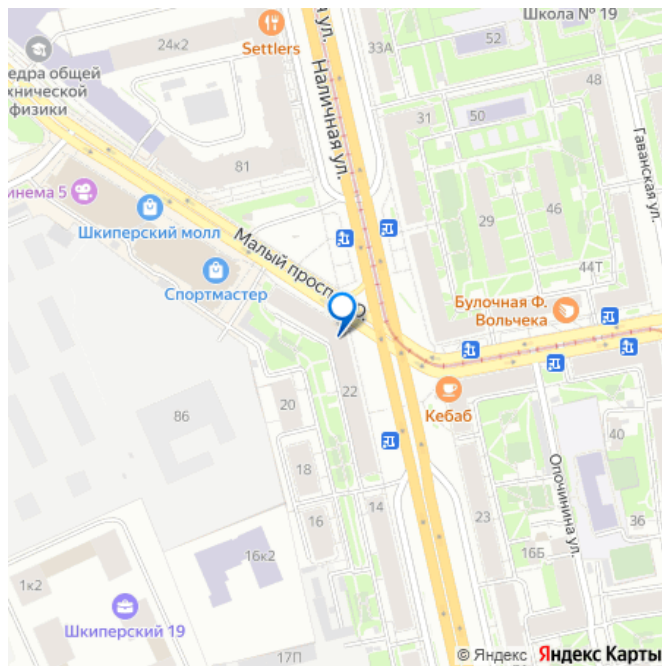 Школа № 19
24к2
Settlers
ул.
33А
52
едра общей
хнической
физики
Наличная ул.
48
31
50
Гаванская ул.
81
инема 5
29
46
Шкиперский молл
Малый просп
44Т
Спортмастер
Булочная Ф.
Вольчека
22
Кебаб
20
86
40
18
Опочинина ул.
14
16
23
36
16Б
16к2
1к2
Шкиперский 19
17П
© Яндекс Яндекс Карты